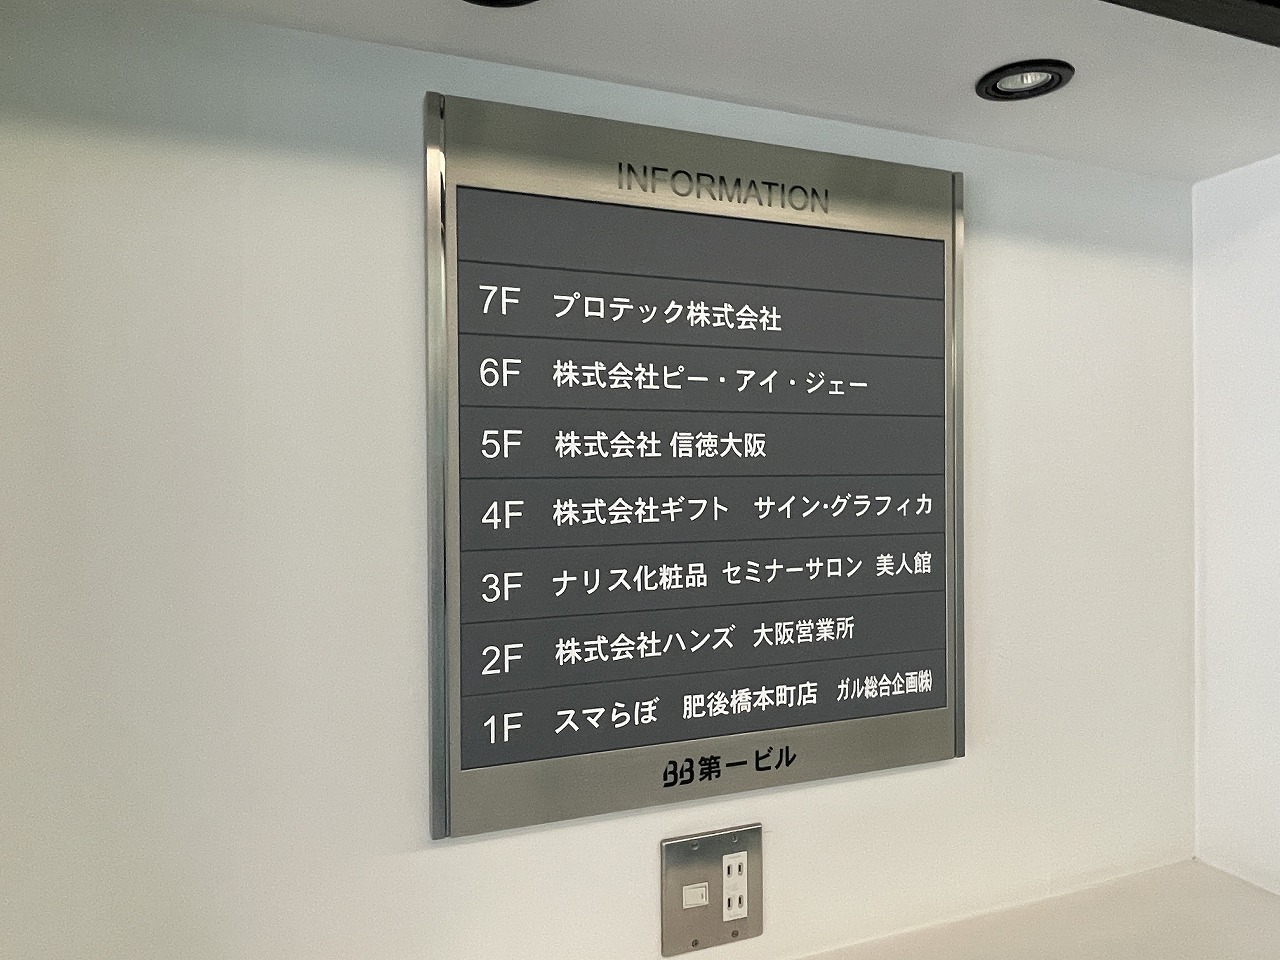 INFORMATION
7F プロテック株式会社
6F 株式会社ピー・アイ・ジェー
5F 株式会社 信徳大阪
4F 株式会社ギフト サイン・グラフィカ
3F ナリス化粧品 セミナーサロン 美人館
2F 株式会社ハンズ 大阪営業所
1F スマらぼ 肥後橋本町店 ガル総合企画㈱
BB第一ビル